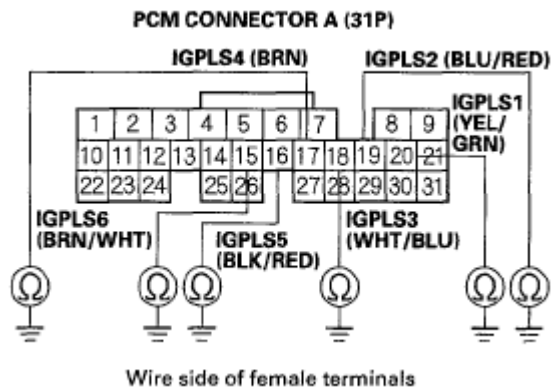 PCM CONNECTOR A (31P)
IGPLS4 (BRN) IGPLS2 (BLU/RED)
IGPLS1
(YEL/
GRN)
1 2 3 4 5 6 7 8 9
10 11 12 13 14 15 16 17 18 19 20 21
22 23 24 25 26 27 28 29 30 31
IGPLS6
(BRN/WHT)
IGPLS5
(BLK/RED)
IGPLS3
(WHT/BLU)
Ω Ω Ω Ω Ω Ω
Wire side of female terminals